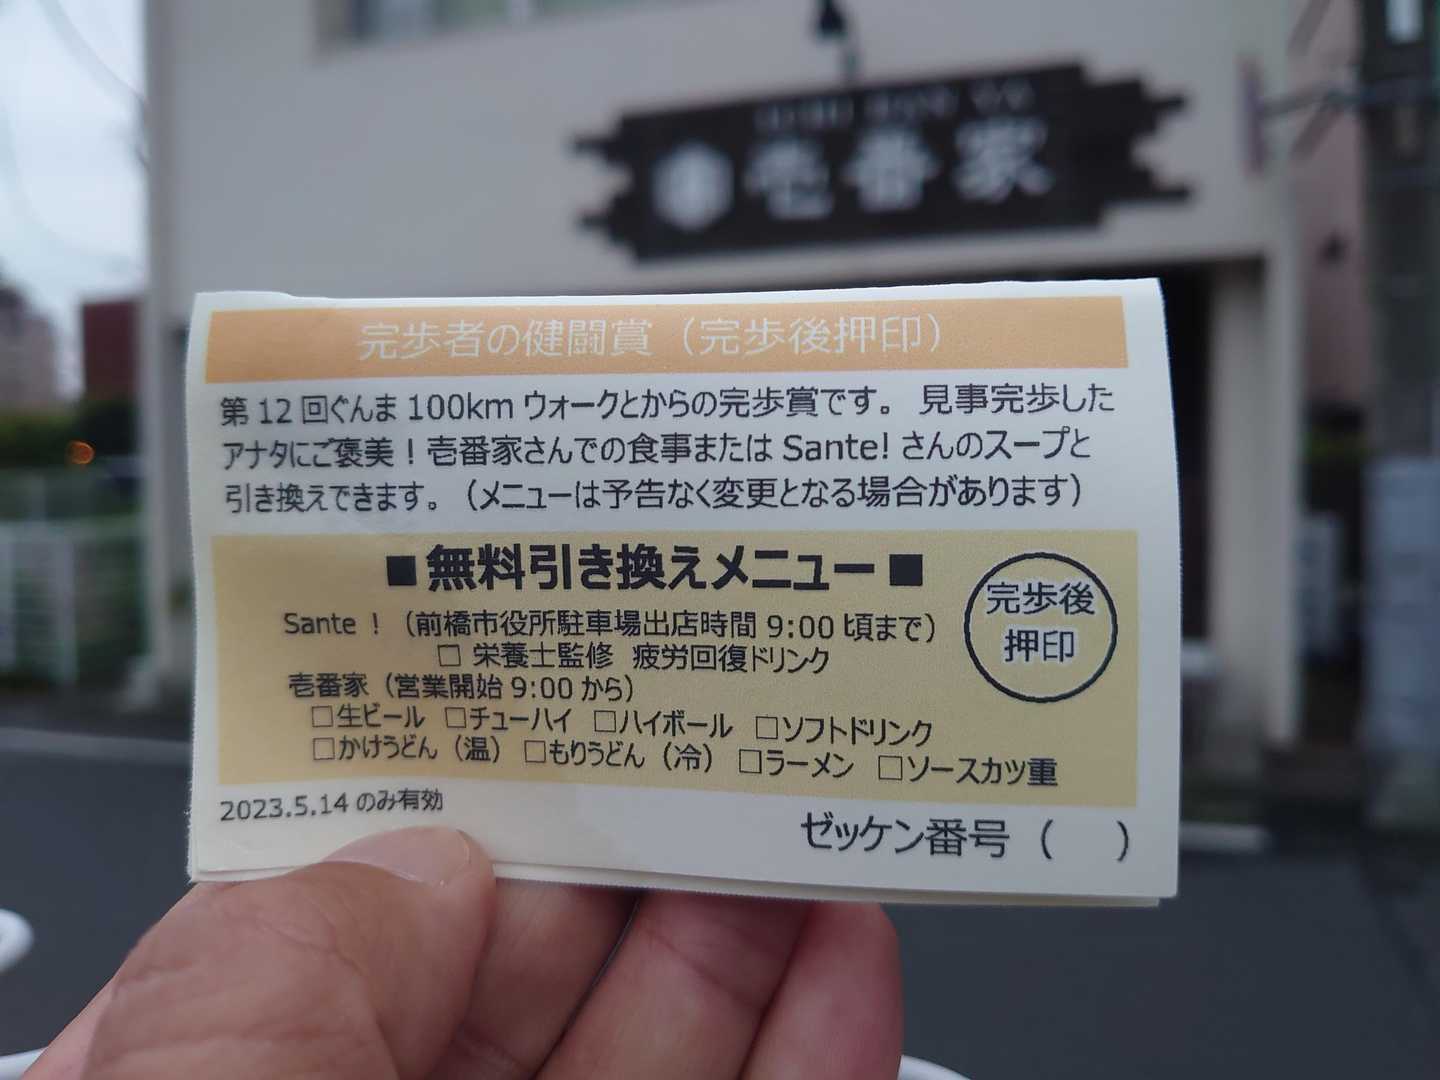 ICHI BAN YA
壱番家
完歩者の健闘賞（完歩後押印）
第 12 回ぐんま 100km ウォークとからの完歩賞です。 見事完歩した
アナタにご褒美！壱番家さんでの食事または Sante! さんのスープと
引き換えできます。（メニューは予告なく変更となる場合があります）
■無料引き換えメニュー■
完歩後
押印
Sante ！（前橋市役所駐車場出店時間 9:00 頃まで）
□ 栄養士監修 疲労回復ドリンク
壱番家（営業開始 9:00 から）
□生ビール □チューハイ □ハイボール □ソフトドリンク
□かけうどん（温） □もりうどん（冷） □ラーメン □ソースカツ重
2023.5.14 のみ有効
ゼッケン番号（ ）